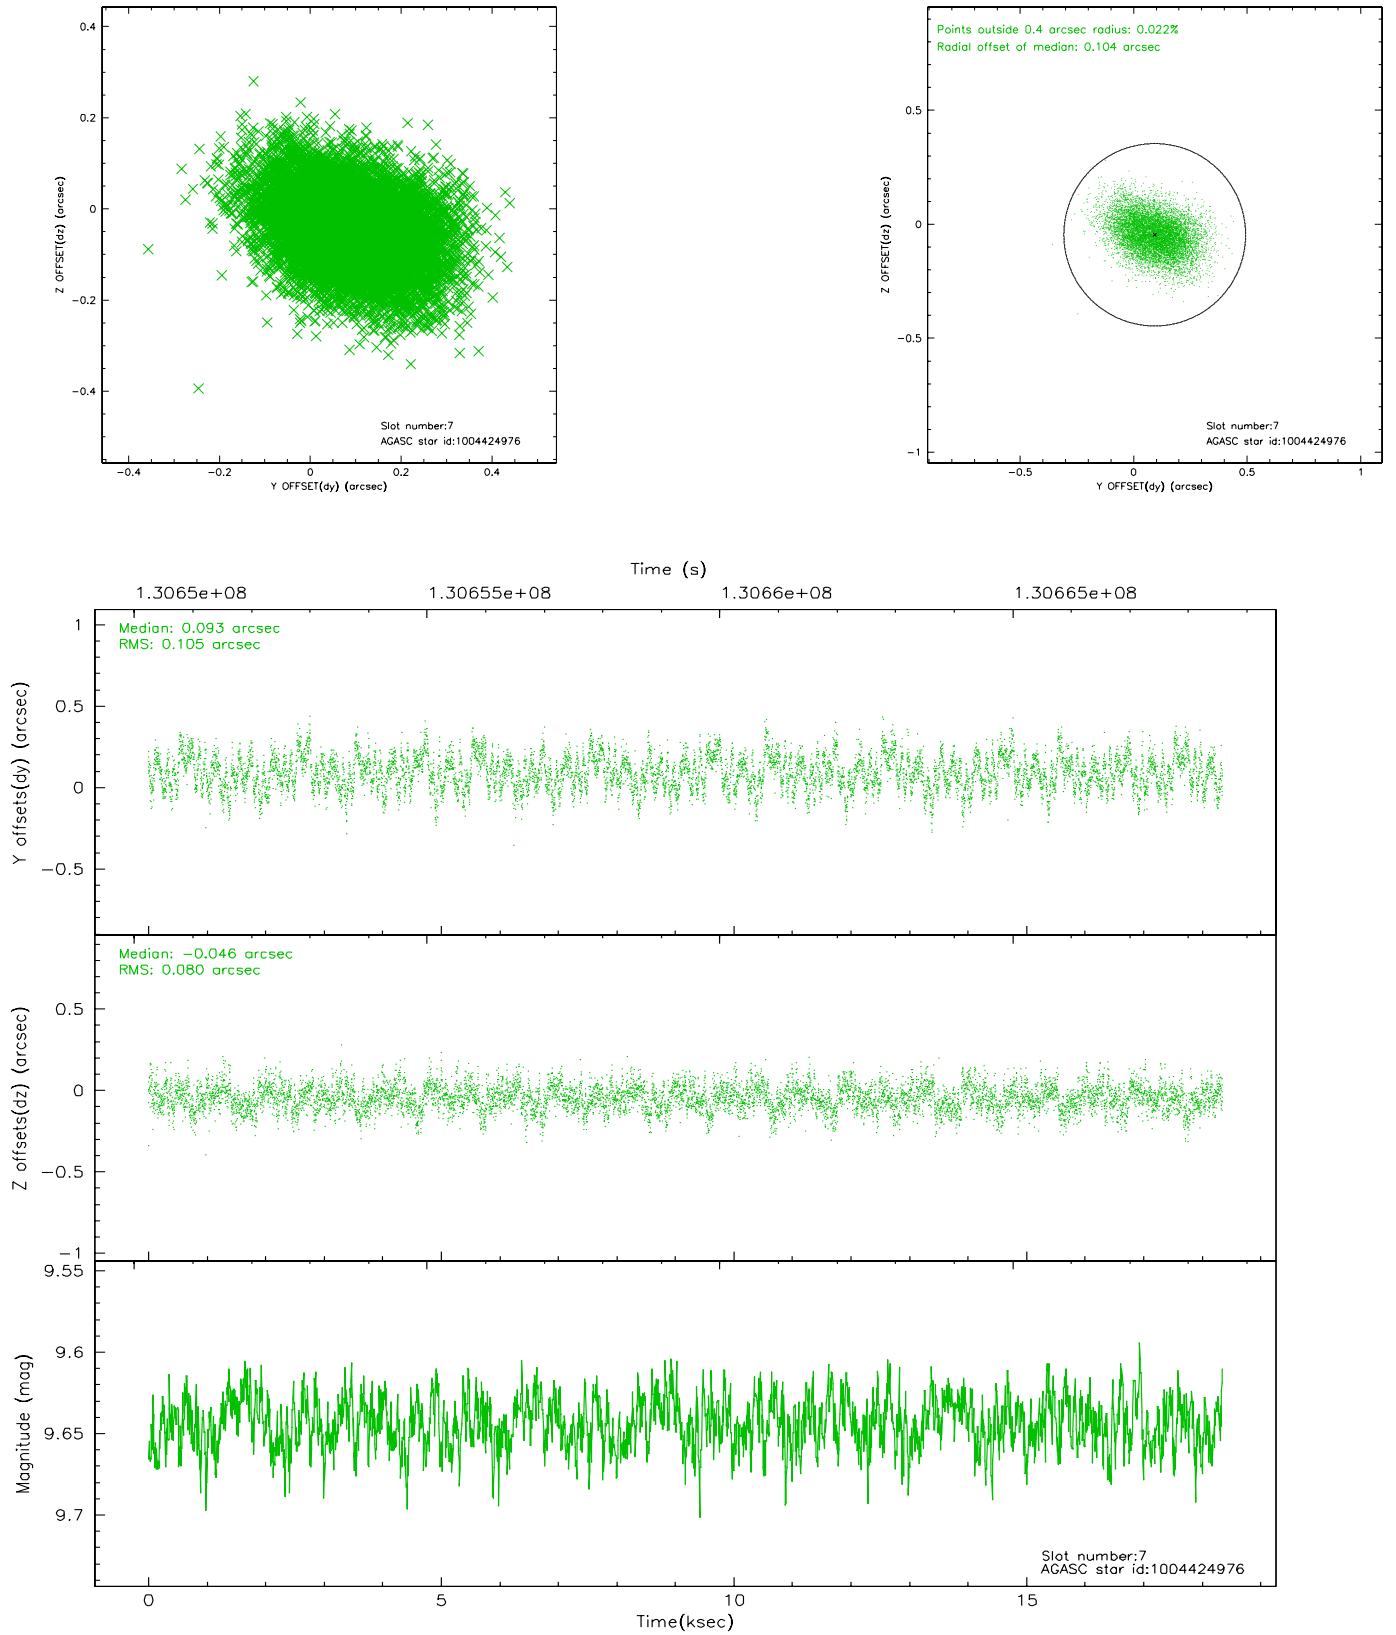 0.4
0.2
0
−0.2
−0.4
Z OFFSET(dz) (arcsec)
Slot number:7
AGASC star id:1004424976
−0.4
−0.2
0
0.2
0.4
Y OFFSET(dy) (arcsec)
Points outside 0.4 arcsec radius: 0.022%
Radial offset of median: 0.104 arcsec
0.5
0
−0.5
−1
Z OFFSET(dz) (arcsec)
Slot number:7
AGASC star id:1004424976
−0.5
0
0.5
1
Y OFFSET(dy) (arcsec)
Time (s)
1.3065e+08
1.30655e+08
1.3066e+08
1.30665e+08
Median: 0.093 arcsec
RMS: 0.105 arcsec
1
0.5
0
−0.5
Y offsets(dy) (arcsec)
Median: −0.046 arcsec
RMS: 0.080 arcsec
0.5
0
−0.5
−1
Z offsets(dz) (arcsec)
9.55
9.6
9.65
9.7
Magnitude (mag)
Slot number:7
AGASC star id:1004424976
0
5
10
15
Time(ksec)